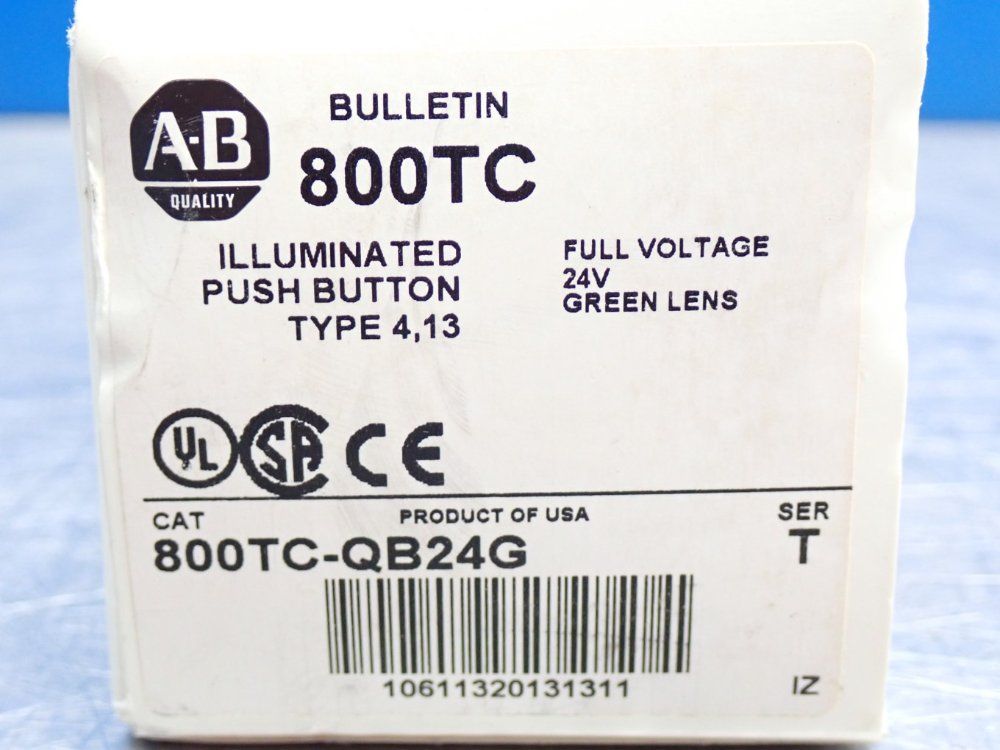 A-B
QUALITY
BULLETIN
800TC
ILLUMINATED
PUSH BUTTON
TYPE 4,13
FULL VOLTAGE
24V
GREEN LENS
UL SA CE
CAT
PRODUCT OF USA
SER
800TC-QB24G
T
10611320131311
IZ